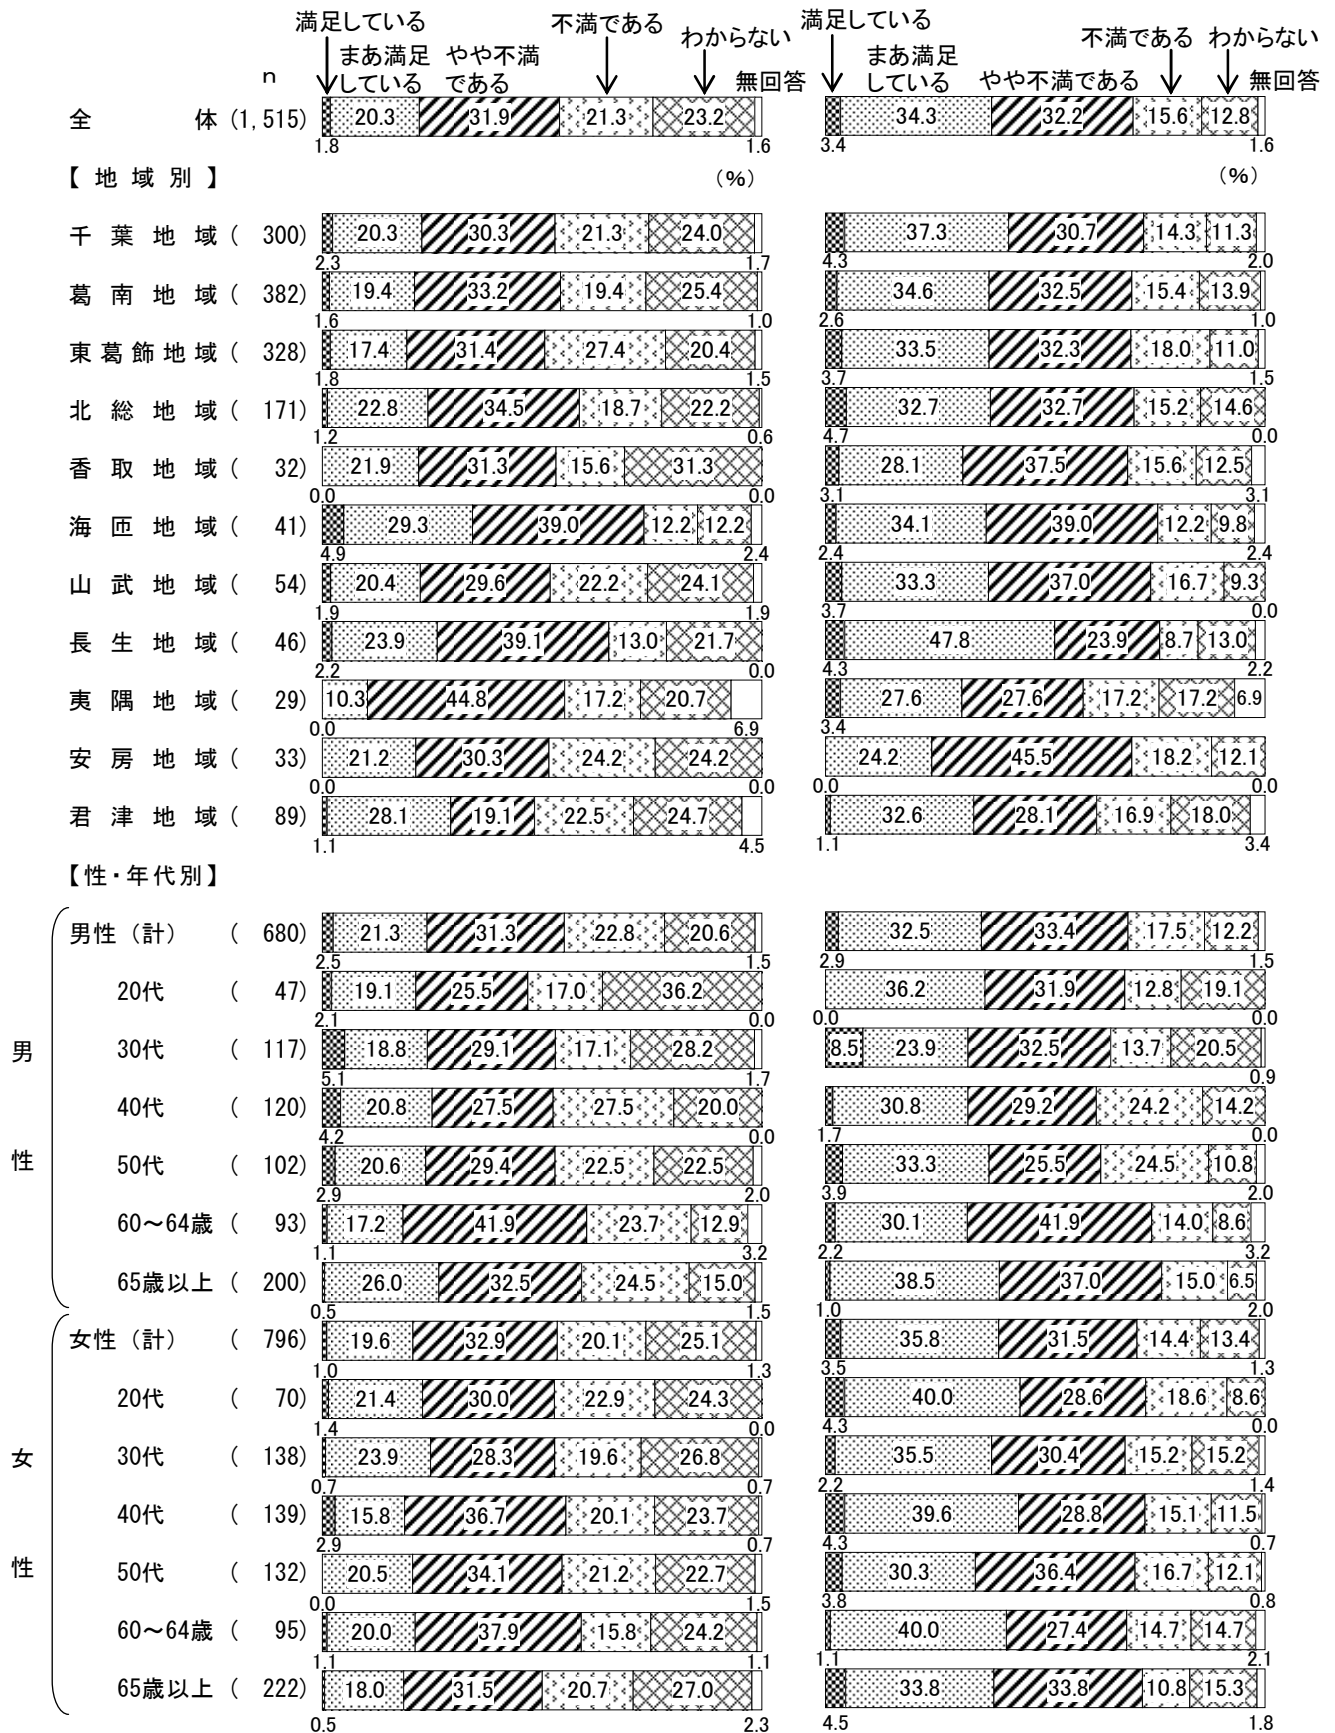 満足している 不満である わからない 満足している 不満である わからない
まあ満足している やや不満である 無回答 まあ満足している やや不満である 無回答
n
全体 (1,515) 20.3 31.9 21.3 23.2 34.3 32.2 15.6 12.8
1.8 1.6 3.4 1.6
【地域別】 (%) (%)
千葉地域 ( 300) 20.3 30.3 21.3 24.0 37.3 30.7 14.3 11.3
2.3 1.7 4.3 2.0
葛南地域 ( 382) 19.4 33.2 19.4 25.4 34.6 32.5 15.4 13.9
1.6 1.0 2.6 1.0
東葛飾地域 ( 328) 17.4 31.4 27.4 20.4 33.5 32.3 18.0 11.0
1.8 1.5 3.7 1.5
北総地域 ( 171) 22.8 34.5 18.7 22.2 32.7 32.7 15.2 14.6
1.2 0.6 4.7 0.0
香取地域 ( 32) 21.9 31.3 15.6 31.3 28.1 37.5 15.6 12.5
0.0 0.0 3.1 3.1
海匝地域 ( 41) 29.3 39.0 12.2 12.2 34.1 39.0 12.2 9.8
4.9 2.4 2.4 2.4
山武地域 ( 54) 20.4 29.6 22.2 24.1 33.3 37.0 16.7 9.3
1.9 1.9 3.7 0.0
長生地域 ( 46) 23.9 39.1 13.0 21.7 47.8 23.9 8.7 13.0
2.2 0.0 4.3 2.2
夷隅地域 ( 29) 10.3 44.8 17.2 20.7 27.6 27.6 17.2 17.2 6.9
0.0 6.9 3.4
安房地域 ( 33) 21.2 30.3 24.2 24.2 24.2 45.5 18.2 12.1
0.0 0.0 0.0 0.0
君津地域 ( 89) 28.1 19.1 22.5 24.7 32.6 28.1 16.9 18.0
1.1 4.5 1.1 3.4
【性・年代別】
男性（計） ( 680) 21.3 31.3 22.8 20.6 32.5 33.4 17.5 12.2
2.5 1.5 2.9 1.5
20代 ( 47) 19.1 25.5 17.0 36.2 36.2 31.9 12.8 19.1
2.1 0.0 0.0 0.0
男 30代 ( 117) 18.8 29.1 17.1 28.2 8.5 23.9 32.5 13.7 20.5
5.1 1.7 0.9
40代 ( 120) 20.8 27.5 27.5 20.0 30.8 29.2 24.2 14.2
4.2 0.0 1.7 0.0
性 50代 ( 102) 20.6 29.4 22.5 22.5 33.3 25.5 24.5 10.8
2.9 2.0 3.9 2.0
60～64歳 ( 93) 17.2 41.9 23.7 12.9 30.1 41.9 14.0 8.6
1.1 3.2 2.2 3.2
65歳以上 ( 200) 26.0 32.5 24.5 15.0 38.5 37.0 15.0 6.5
0.5 1.5 1.0 2.0
女性（計） ( 796) 19.6 32.9 20.1 25.1 35.8 31.5 14.4 13.4
1.0 1.3 3.5 1.3
20代 ( 70) 21.4 30.0 22.9 24.3 40.0 28.6 18.6 8.6
1.4 0.0 4.3 0.0
女 30代 ( 138) 23.9 28.3 19.6 26.8 35.5 30.4 15.2 15.2
0.7 0.7 2.2 1.4
40代 ( 139) 15.8 36.7 20.1 23.7 39.6 28.8 15.1 11.5
2.9 0.7 4.3 0.7
性 50代 ( 132) 20.5 34.1 21.2 22.7 30.3 36.4 16.7 12.1
0.0 1.5 3.8 0.8
60～64歳 ( 95) 20.0 37.9 15.8 24.2 40.0 27.4 14.7 14.7
1.1 1.1 1.1 2.1
65歳以上 ( 222) 18.0 31.5 20.7 27.0 33.8 33.8 10.8 15.3
0.5 2.3 4.5 1.8